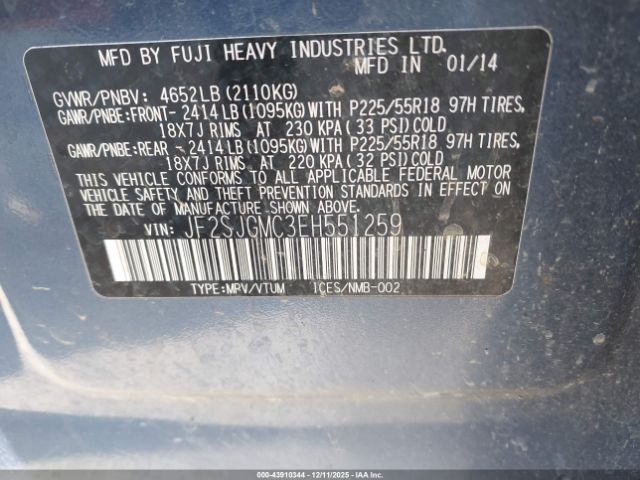 MFD BY FUJI HEAVY INDUSTRIES LTD.
MFD IN 01/14
GVWR/PNBV: 4652LB(2110KG)
GAWR/PNBE:FRONT- 2414LB(1095KG)WITH P225/55R18 97H TIRES,
18X7J RIMS AT 230 KPA(33 PSI)COLD
GAWR/PNBE:REAR - 2414LB(1095KG)WITH P225/55R18 97H TIRES,
18X7J RIMS AT 220 KPA(32 PSI)COLD
THIS VEHICLE CONFORMS TO ALL APPLICABLE FEDERAL MOTOR
VEHICLE SAFETY AND THEFT PREVENTION STANDARDS IN EFFECT
ON THE DATE OF MANUFACTURE SHOWN ABOVE.
VIN: JF2SJGMC3EH551259
TYPE:MPV/VTUM ICES/NMB-002
000-43910344 - 12/11/2025 - IAA Inc.